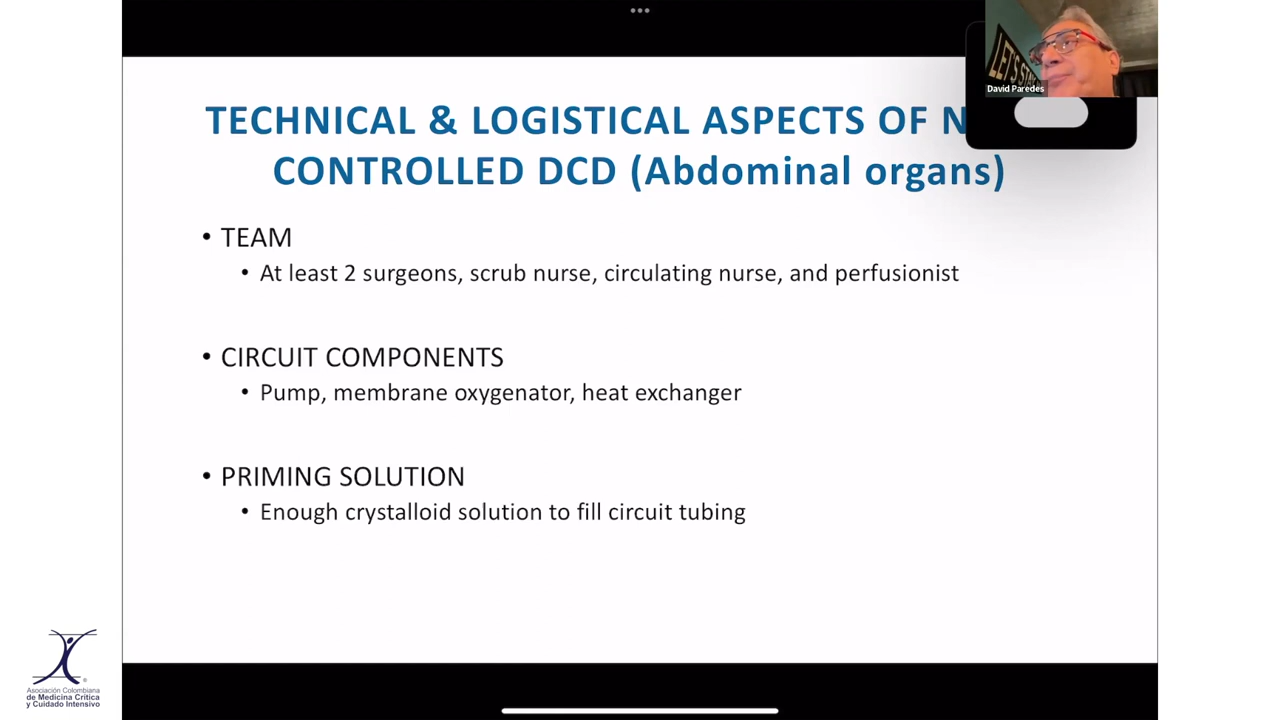 TECHNICAL & LOGISTICAL ASPECTS OF
CONTROLLED DCD (Abdominal organs)
• TEAM
• At least 2 surgeons, scrub nurse, circulating nurse, and perfusionist
• CIRCUIT COMPONENTS
• Pump, membrane oxygenator, heat exchanger
• PRIMING SOLUTION
• Enough crystalloid solution to fill circuit tubing
LET'S
David Paredes
Asociación Colombiana
de Medicina Crítica
y Cuidado Intensivo